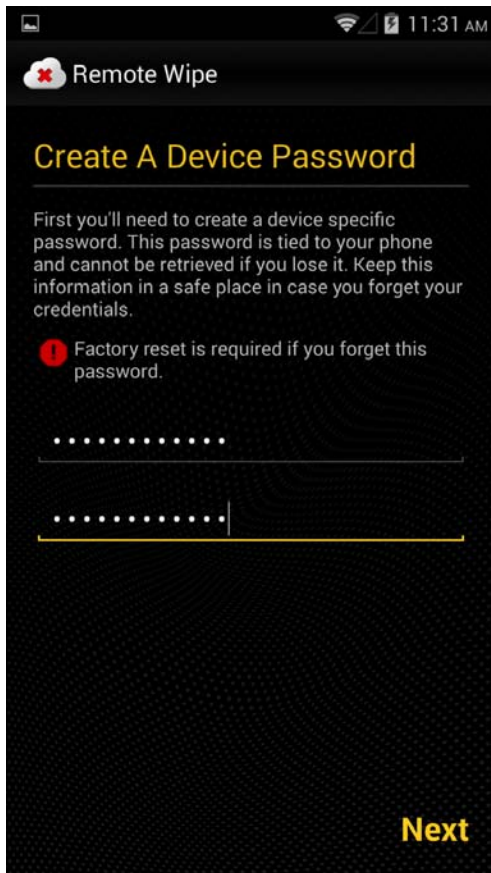 11:31 AM
Remote Wipe
Create A Device Password
First you'll need to create a device specific
password. This password is tied to your phone
and cannot be retrieved if you lose it. Keep this
information in a safe place in case you forget your
credentials.
Factory reset is required if you forget this
password.
............
............
Next